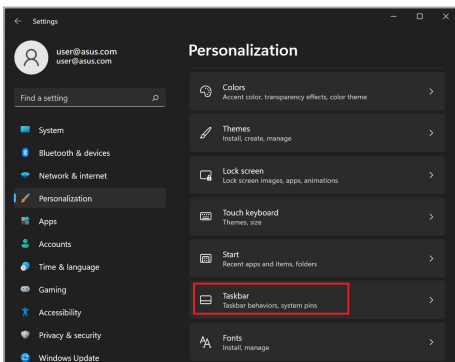 Settings
user@asus.com
user@asus.com
Find a setting
System
Bluetooth & devices
Network & internet
Personalization
Apps
Accounts
Time & language
Gaming
Accessibility
Privacy & security
Windows Update
Personalization
Colors
Accent color, transparency effects, color theme
Themes
Install, create, manage
Lock screen
Lock screen images, apps, animations
Touch keyboard
Themes, size
Start
Recent apps and items, folders
Taskbar
Taskbar behaviors, system pins
Fonts
Install, manage